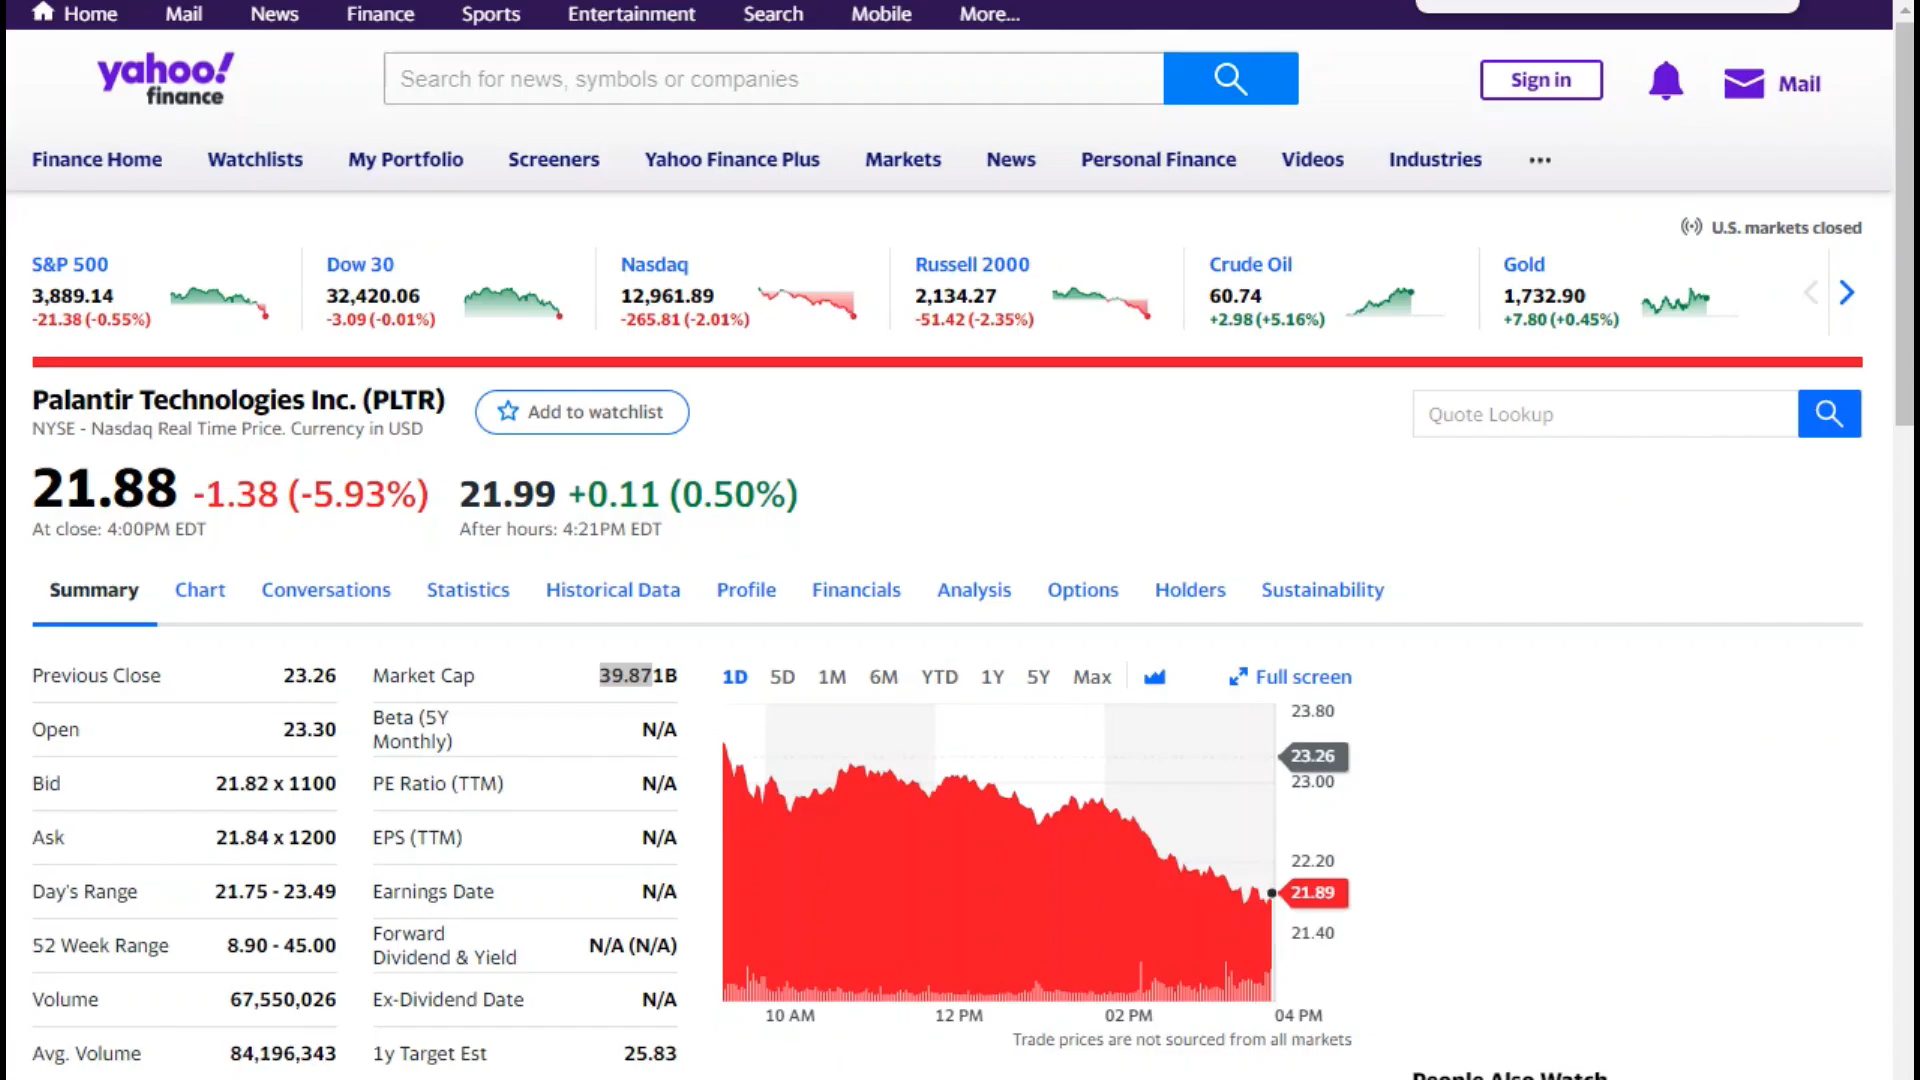 Home Mail News Finance Sports Entertainment Search Mobile More...
yahoo!
finance
Search for news, symbols or companies
Sign in
Mail
Finance Home Watchlists My Portfolio Screeners Yahoo Finance Plus Markets News Personal Finance Videos Industries ...
U.S. markets closed
S&P 500
3,889.14
-21.38 (-0.55%)
Dow 30
32,420.06
-3.09 (-0.01%)
Nasdaq
12,961.89
-265.81 (-2.01%)
Russell 2000
2,134.27
-51.42 (-2.35%)
Crude Oil
60.74
+2.98 (+5.16%)
Gold
1,732.90
+7.80 (+0.45%)
Palantir Technologies Inc. (PLTR)
NYSE - Nasdaq Real Time Price. Currency in USD
Add to watchlist
Quote Lookup
21.88 -1.38 (-5.93%)
At close: 4:00PM EDT
21.99 +0.11 (0.50%)
After hours: 4:21PM EDT
Summary Chart Conversations Statistics Historical Data Profile Financials Analysis Options Holders Sustainability
Previous Close 23.26
Open 23.30
Bid 21.82 x 1100
Ask 21.84 x 1200
Day's Range 21.75 - 23.49
52 Week Range 8.90 - 45.00
Volume 67,550,026
Avg. Volume 84,196,343
Market Cap 39.871B
Beta (5Y
Monthly) N/A
PE Ratio (TTM) N/A
EPS (TTM) N/A
Earnings Date N/A
Forward
Dividend & Yield N/A (N/A)
Ex-Dividend Date N/A
1y Target Est 25.83
1D 5D 1M 6M YTD 1Y 5Y Max
Full screen
23.80
23.26
23.00
22.20
21.89
21.40
10 AM 12 PM 02 PM 04 PM
Trade prices are not sourced from all markets
People Also Watch